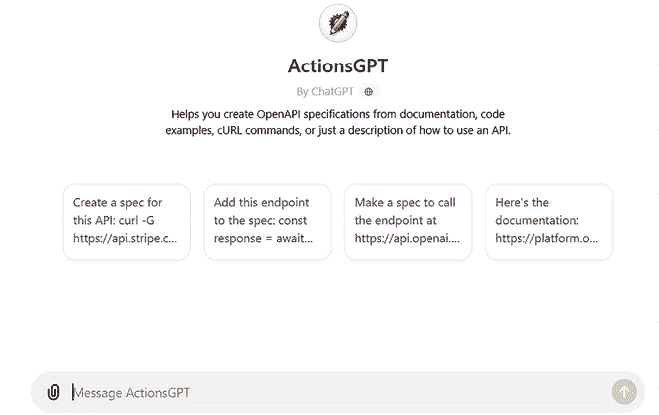 ActionsGPT
By ChatGPT
Helps you create OpenAPI specifications from documentation, code
examples, cURL commands, or just a description of how to use an API.
Create a spec for
this API: curl -G
https://api.stripe.c...
Add this endpoint
to the spec: const
response = await...
Make a spec to call
the endpoint at
https://api.openai....
Here's the
documentation:
https://platform.o...
Message ActionsGPT